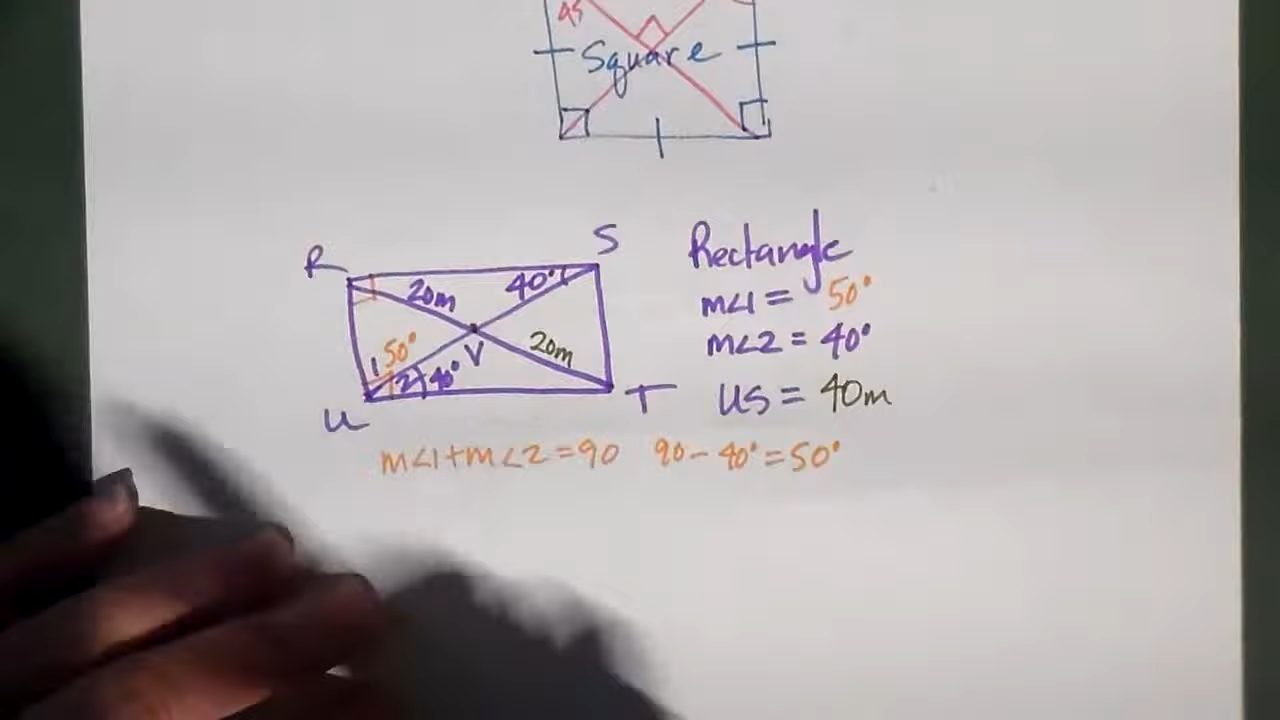 45
Square
R
S
20m
40°
50°
V
20m
1
2
40°
U
T
Rectangle
m∠1 = 50°
m∠2 = 40°
US = 40m
m∠1+m∠2=90 90-40°=50°